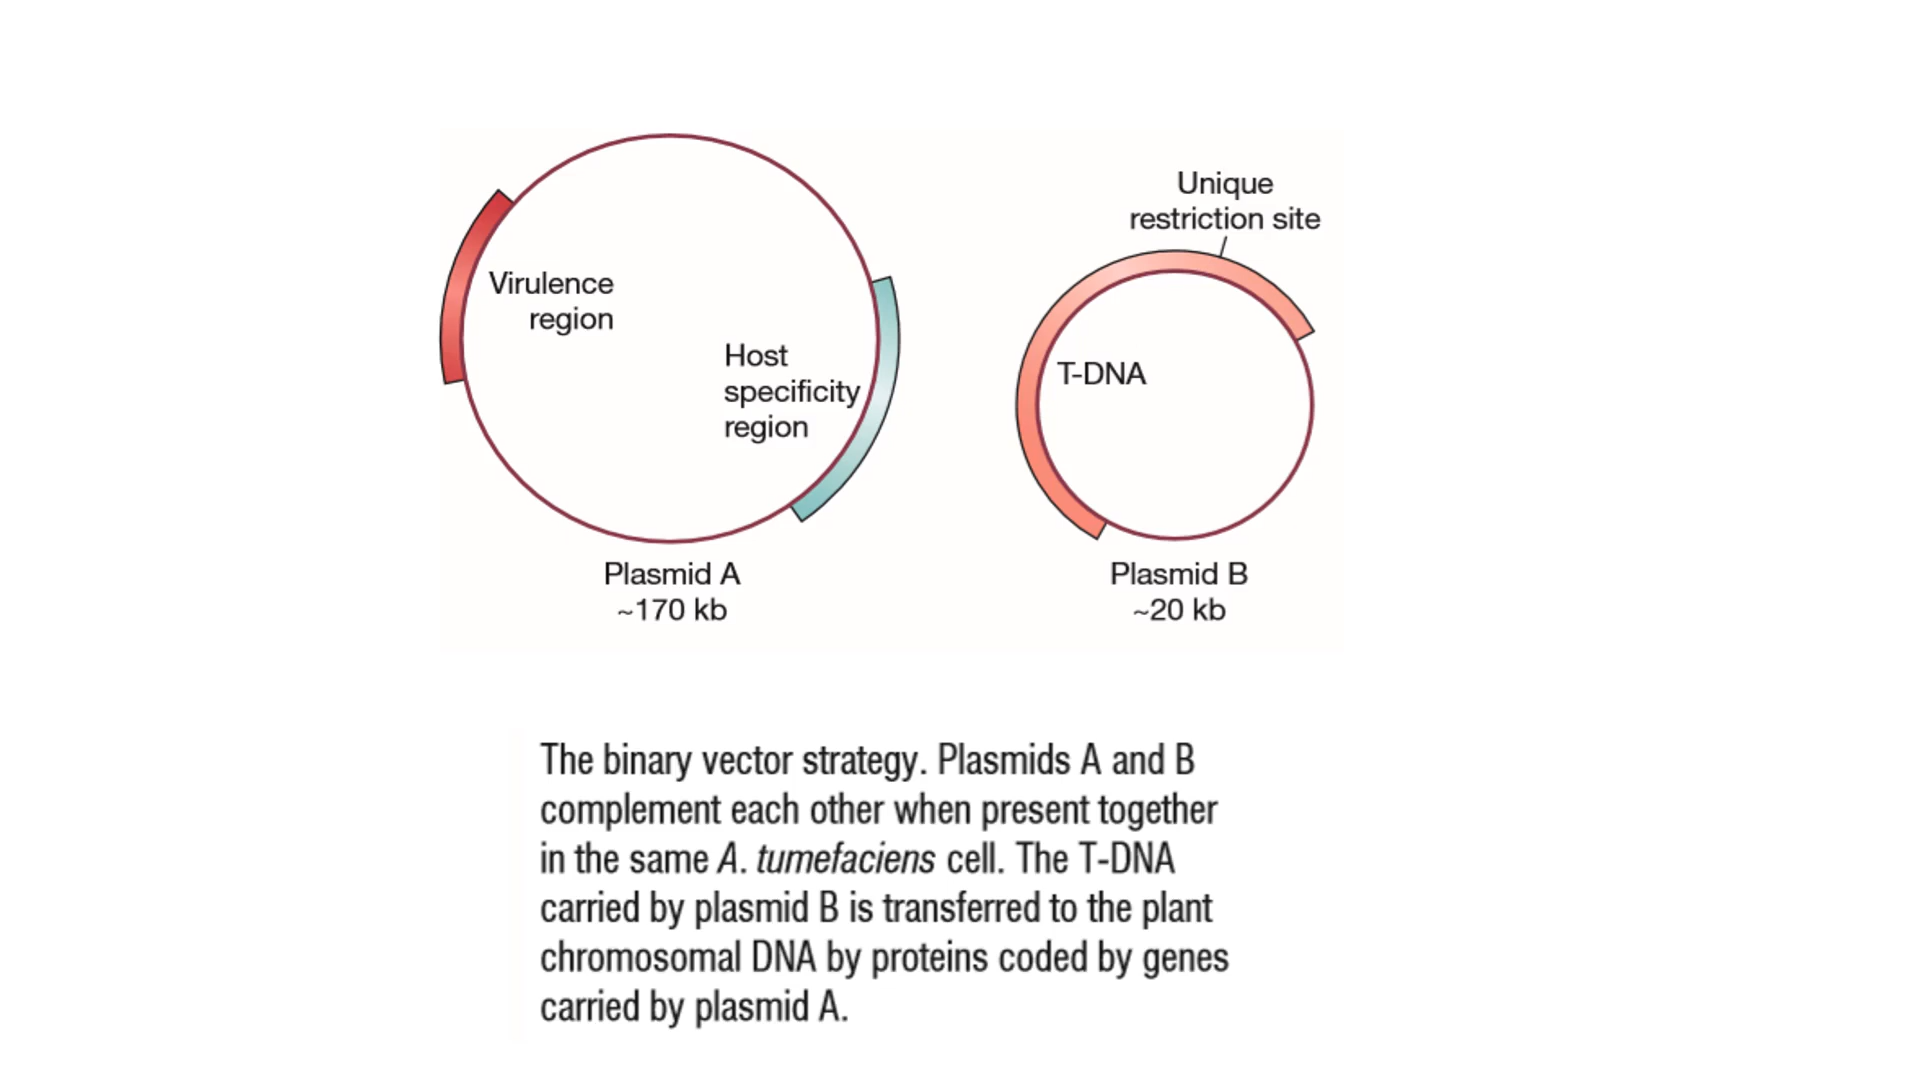 Virulence
region
Host
specificity
region
Plasmid A
~170 kb
Unique
restriction site
T-DNA
Plasmid B
~20 kb
The binary vector strategy. Plasmids A and B
complement each other when present together
in the same A. tumefaciens cell. The T-DNA
carried by plasmid B is transferred to the plant
chromosomal DNA by proteins coded by genes
carried by plasmid A.